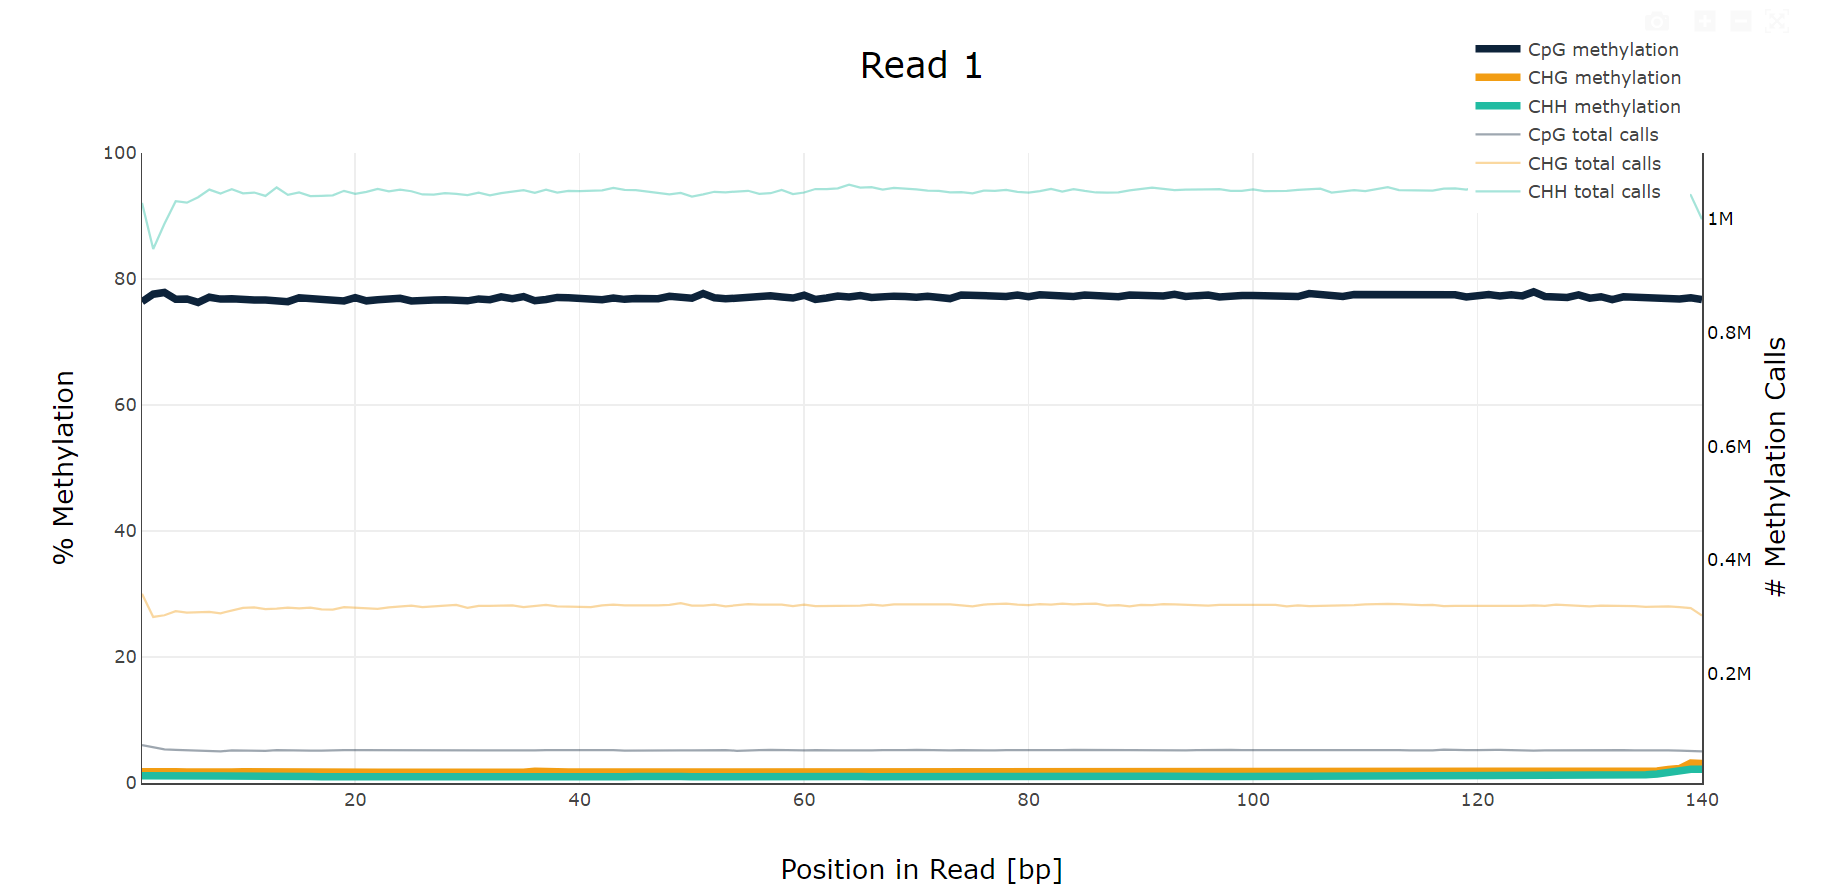 Read 1
CpG methylation
CHG methylation
CHH methylation
CpG total calls
CHG total calls
CHH total calls
100
80
60
40
20
0
% Methylation
1M
0.8M
0.6M
0.4M
0.2M
# Methylation Calls
20
40
60
80
100
120
140
Position in Read [bp]